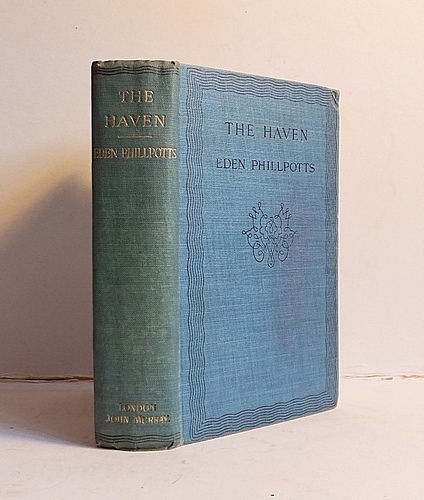 THE
HAVEN
EDEN PHILLPOTTS
LONDON
JOHN MURRAY
THE HAVEN
EDEN PHILLPOTTS